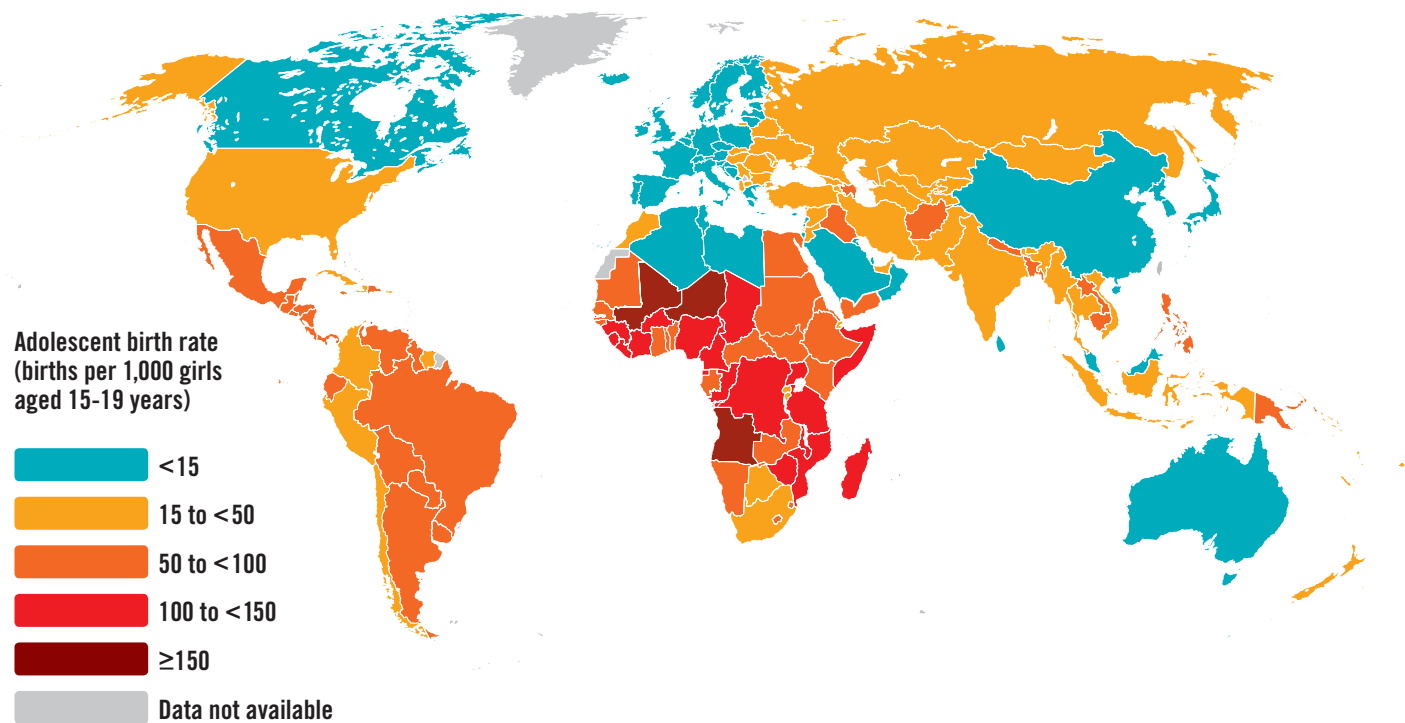 Adolescent birth rate
(births per 1,000 girls
aged 15-19 years)
<15
15 to <50
50 to <100
100 to <150
≥150
Data not available